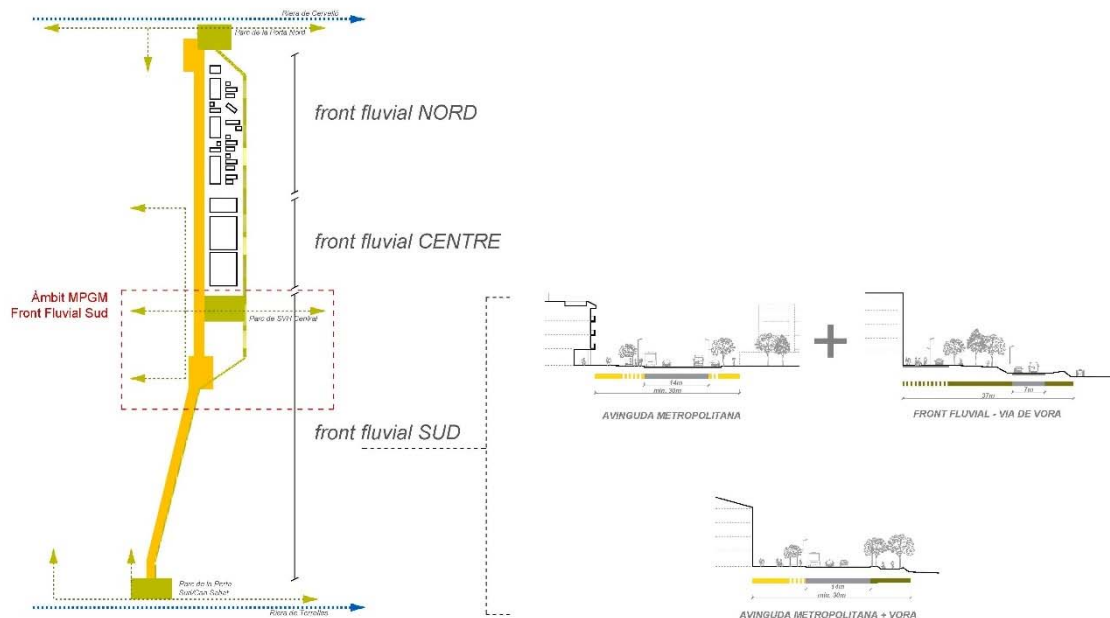 Riera de Cervelló
Parc de la Porta Nord
front fluvial NORD
front fluvial CENTRE
Àmbit MPGM
Front Fluvial Sud
Parc de SVH Central
front fluvial SUD
Parc de la Porta
Sud/Can Sabat
Riera de Torrelles
14m
min. 30m
AVINGUDA METROPOLITANA
+
7m
37m
FRONT FLUVIAL - VIA DE VORA
14m
min. 30m
AVINGUDA METROPOLITANA + VORA